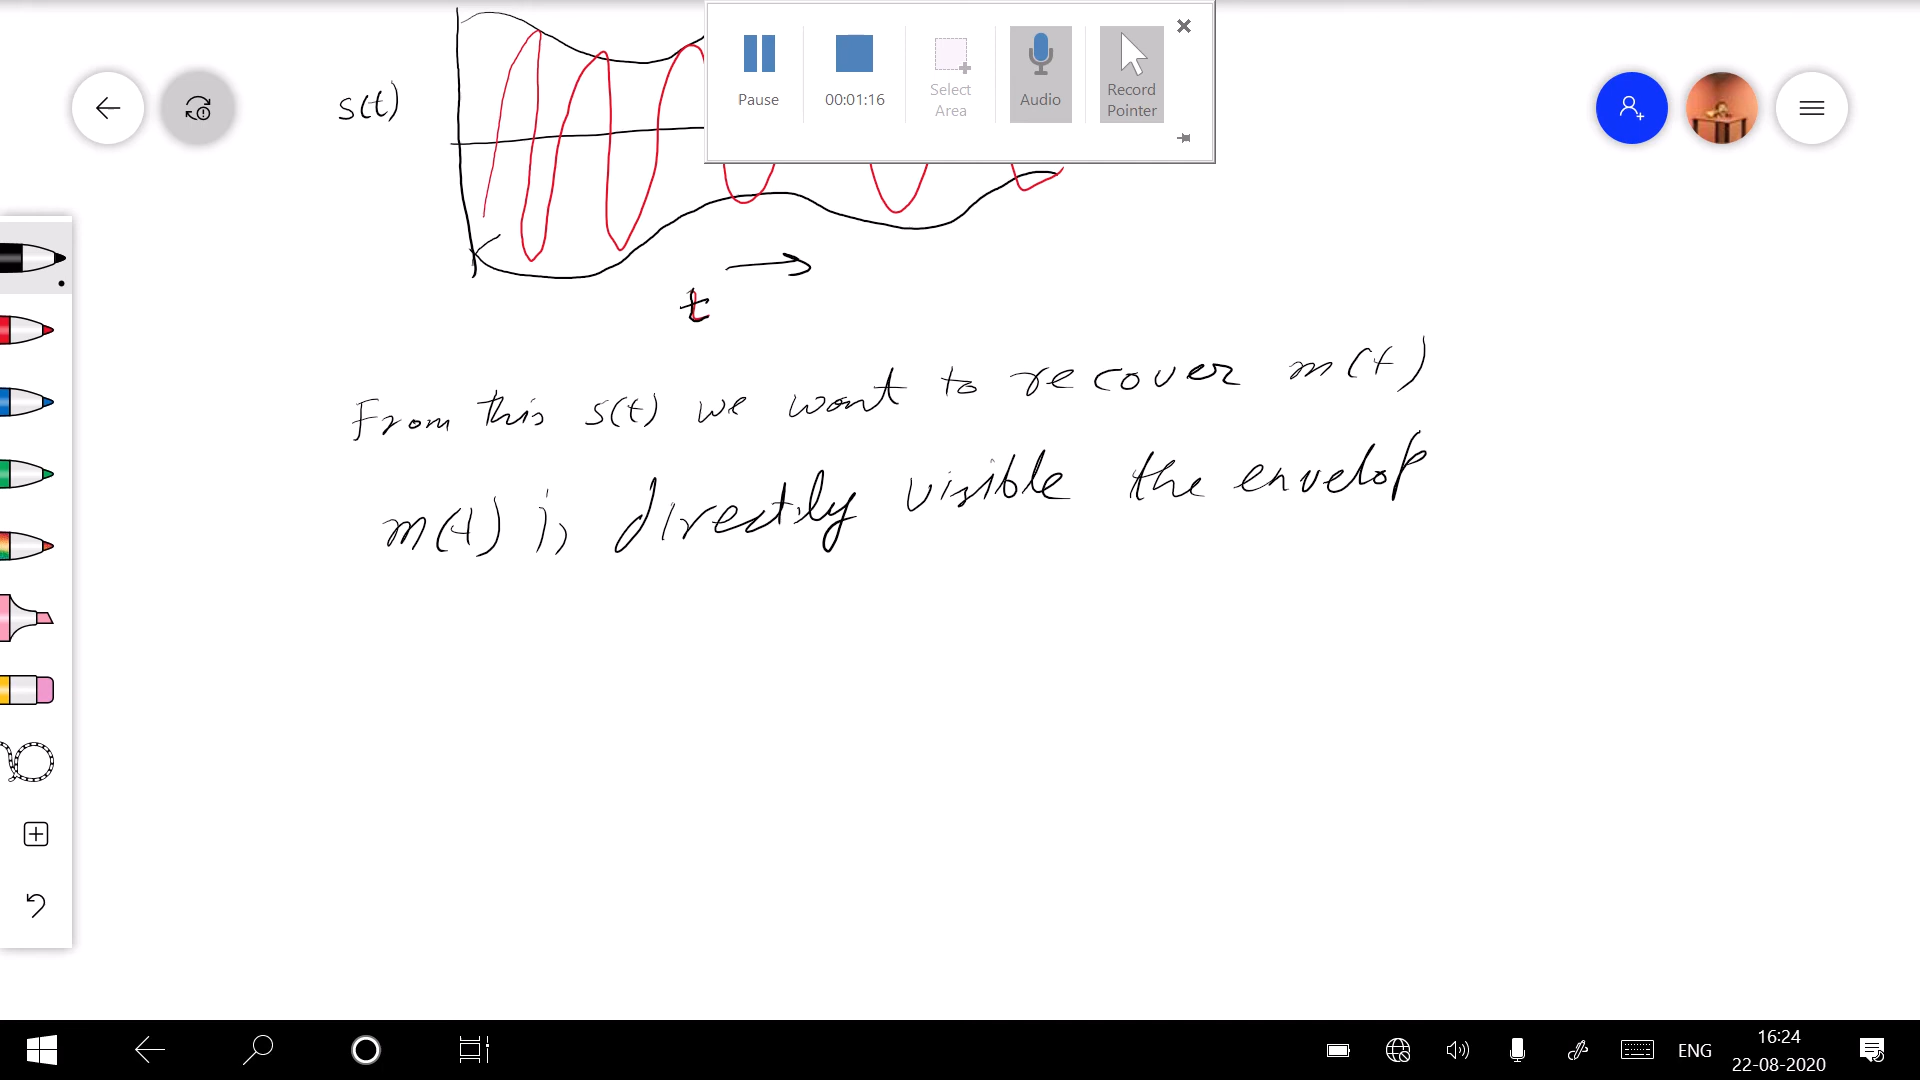 Pause
00:01:16
Select
Area
Audio
Record
Pointer
s(t)
t
From this s(t) we want to recover m(t)
m(t) is directly visible the envelop
ENG
16:24
22-08-2020